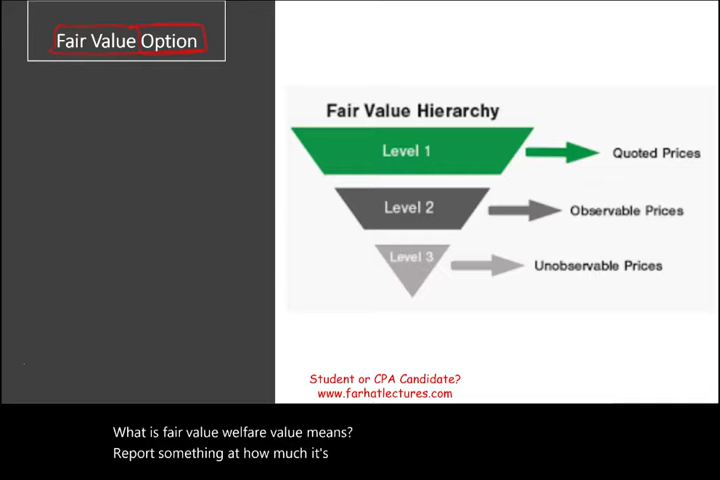 Fair Value Option
Fair Value Hierarchy
Level 1
Quoted Prices
Level 2
Observable Prices
Level 3
Unobservable Prices
Student or CPA Candidate?
www.farhatlectures.com
What is fair value welfare value means?
Report something at how much it's